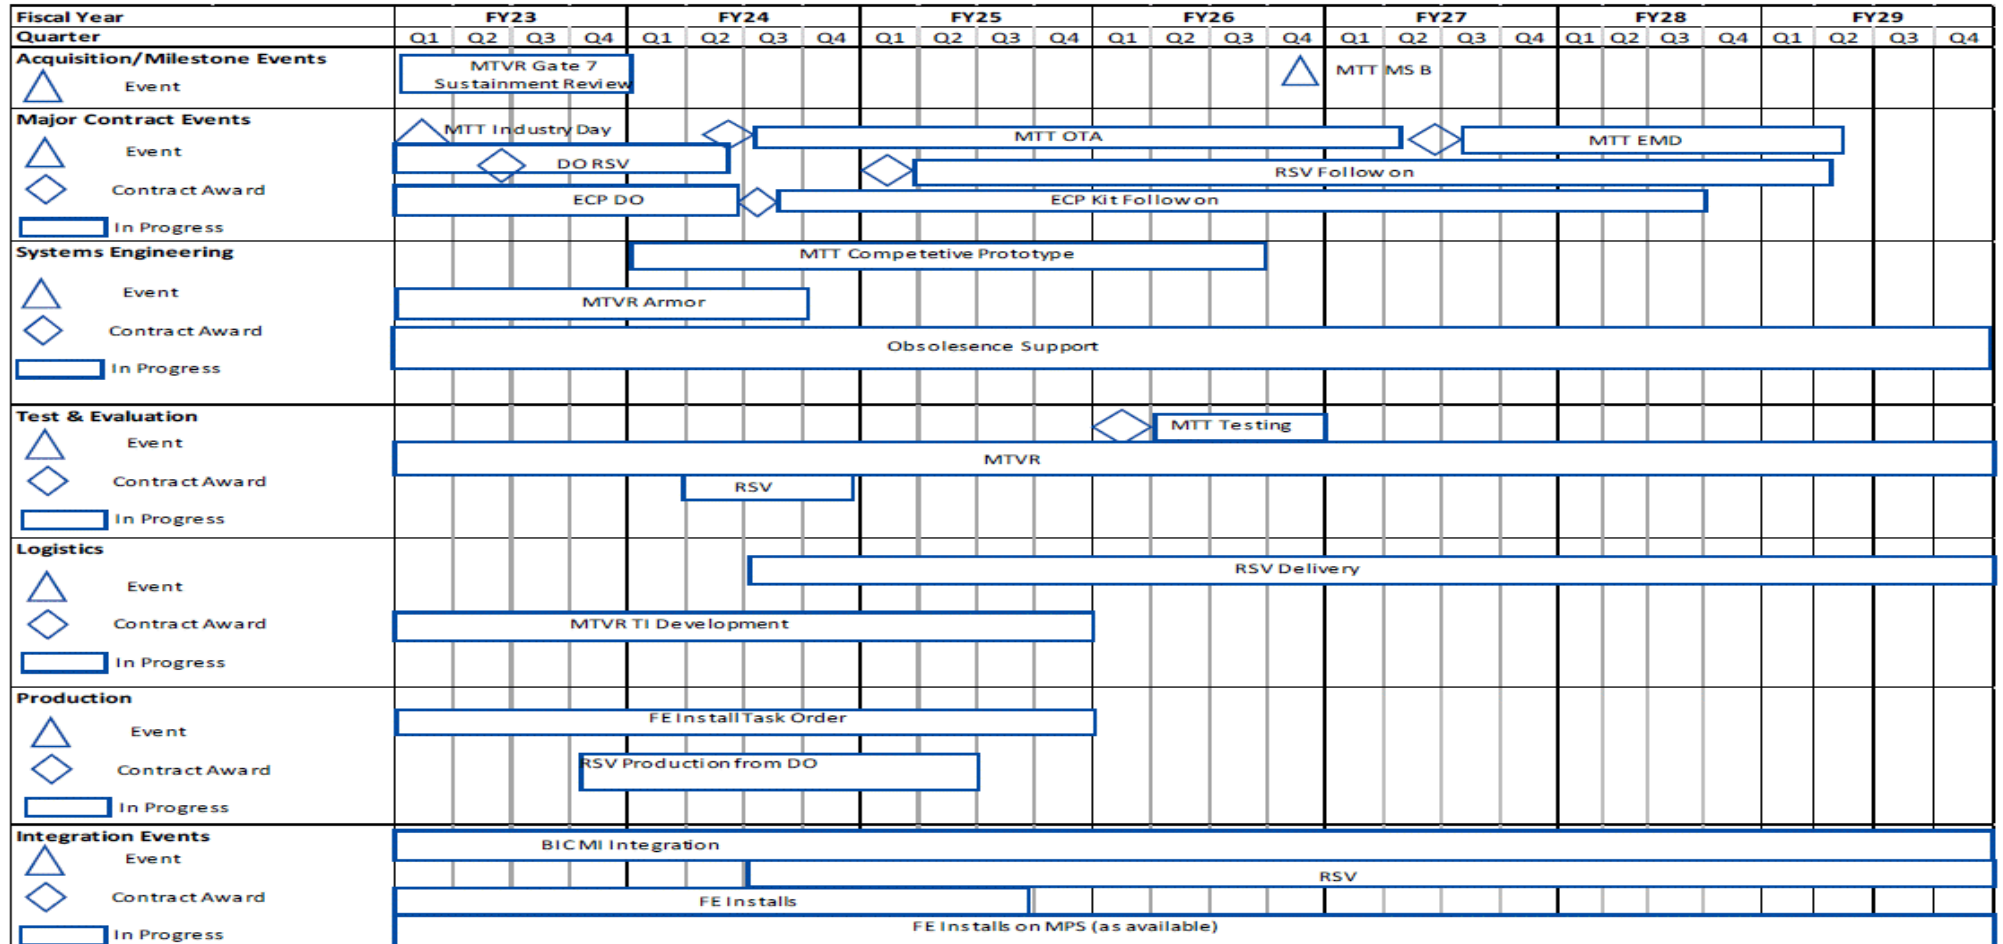 Fiscal Year FY23 FY24 FY25 FY26 FY27 FY28 FY29
Quarter Q1 Q2 Q3 Q4 Q1 Q2 Q3 Q4 Q1 Q2 Q3 Q4 Q1 Q2 Q3 Q4 Q1 Q2 Q3 Q4 Q1 Q2 Q3 Q4 Q1 Q2 Q3 Q4
Acquisition/Milestone Events
Event
MTVR Gate 7
Sustainment Review
MTT MS B
Major Contract Events
Event
Contract Award
In Progress
MTT Industry Day
MTT OTA
MTT EMD
DO RSV
RSV Follow on
ECP DO
ECP Kit Follow on
Systems Engineering
Event
Contract Award
In Progress
MTT Competetive Prototype
MTVR Armor
Obsolesence Support
Test & Evaluation
Event
Contract Award
In Progress
MTT Testing
MTVR
RSV
Logistics
Event
Contract Award
In Progress
RSV Delivery
MTVR TI Development
Production
Event
Contract Award
In Progress
FE Install Task Order
RSV Production from DO
Integration Events
Event
Contract Award
In Progress
BIC MI Integration
RSV
FE Installs
FE Installs on MPS (as available)